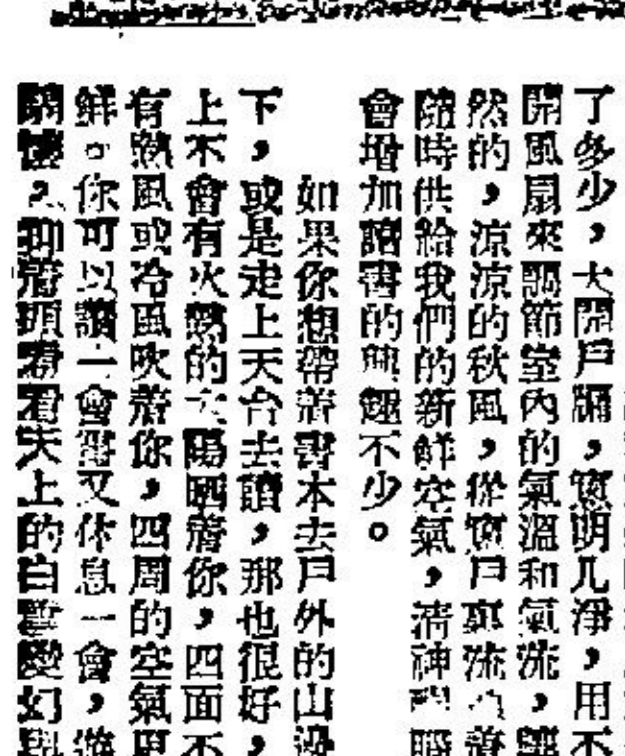 了多少，大開戶牖，窗明几淨，用不
開風扇來調節室內的氣溫和氣流，雖
然的，涼涼的秋風，從窗戶裏流
隨時供給我們的新鮮空氣，清神醒
會增加讀書的興趣不少。
如果你想帶着書本去戶外的山
下，或是走上天台去讀，那也很好，
上不會有火熱的太陽晒着你，四面不
有熱風或冷風吹着你，四周的空氣更
鮮。你可以讀一會書又休息一會，
抑着頭看看天上的白雲變幻